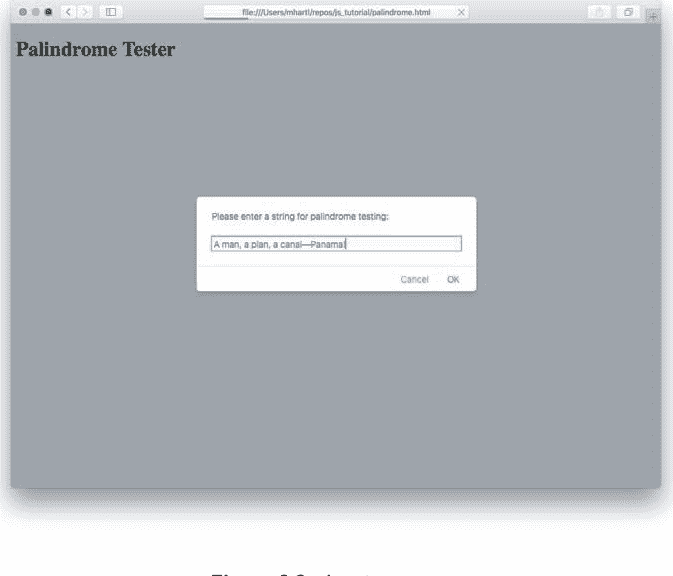 file:///Users/mhartl/repos/js_tutorial/palindrome.html
Palindrome Tester
Please enter a string for palindrome testing:
A man, a plan, a canal—Panama!
Cancel OK